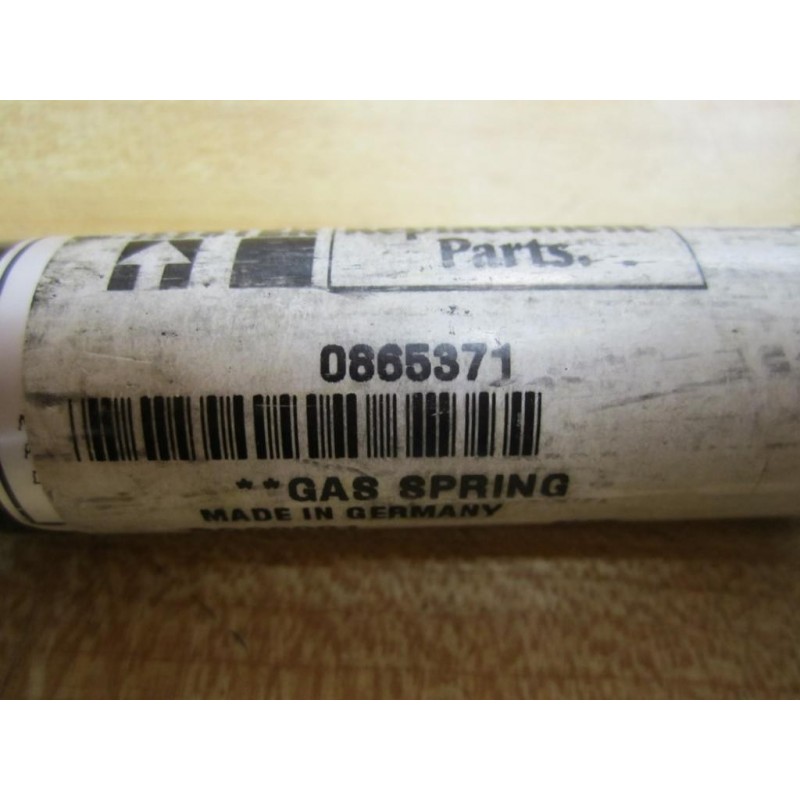 Parts.
0865371
**GAS SPRING
MADE IN GERMANY